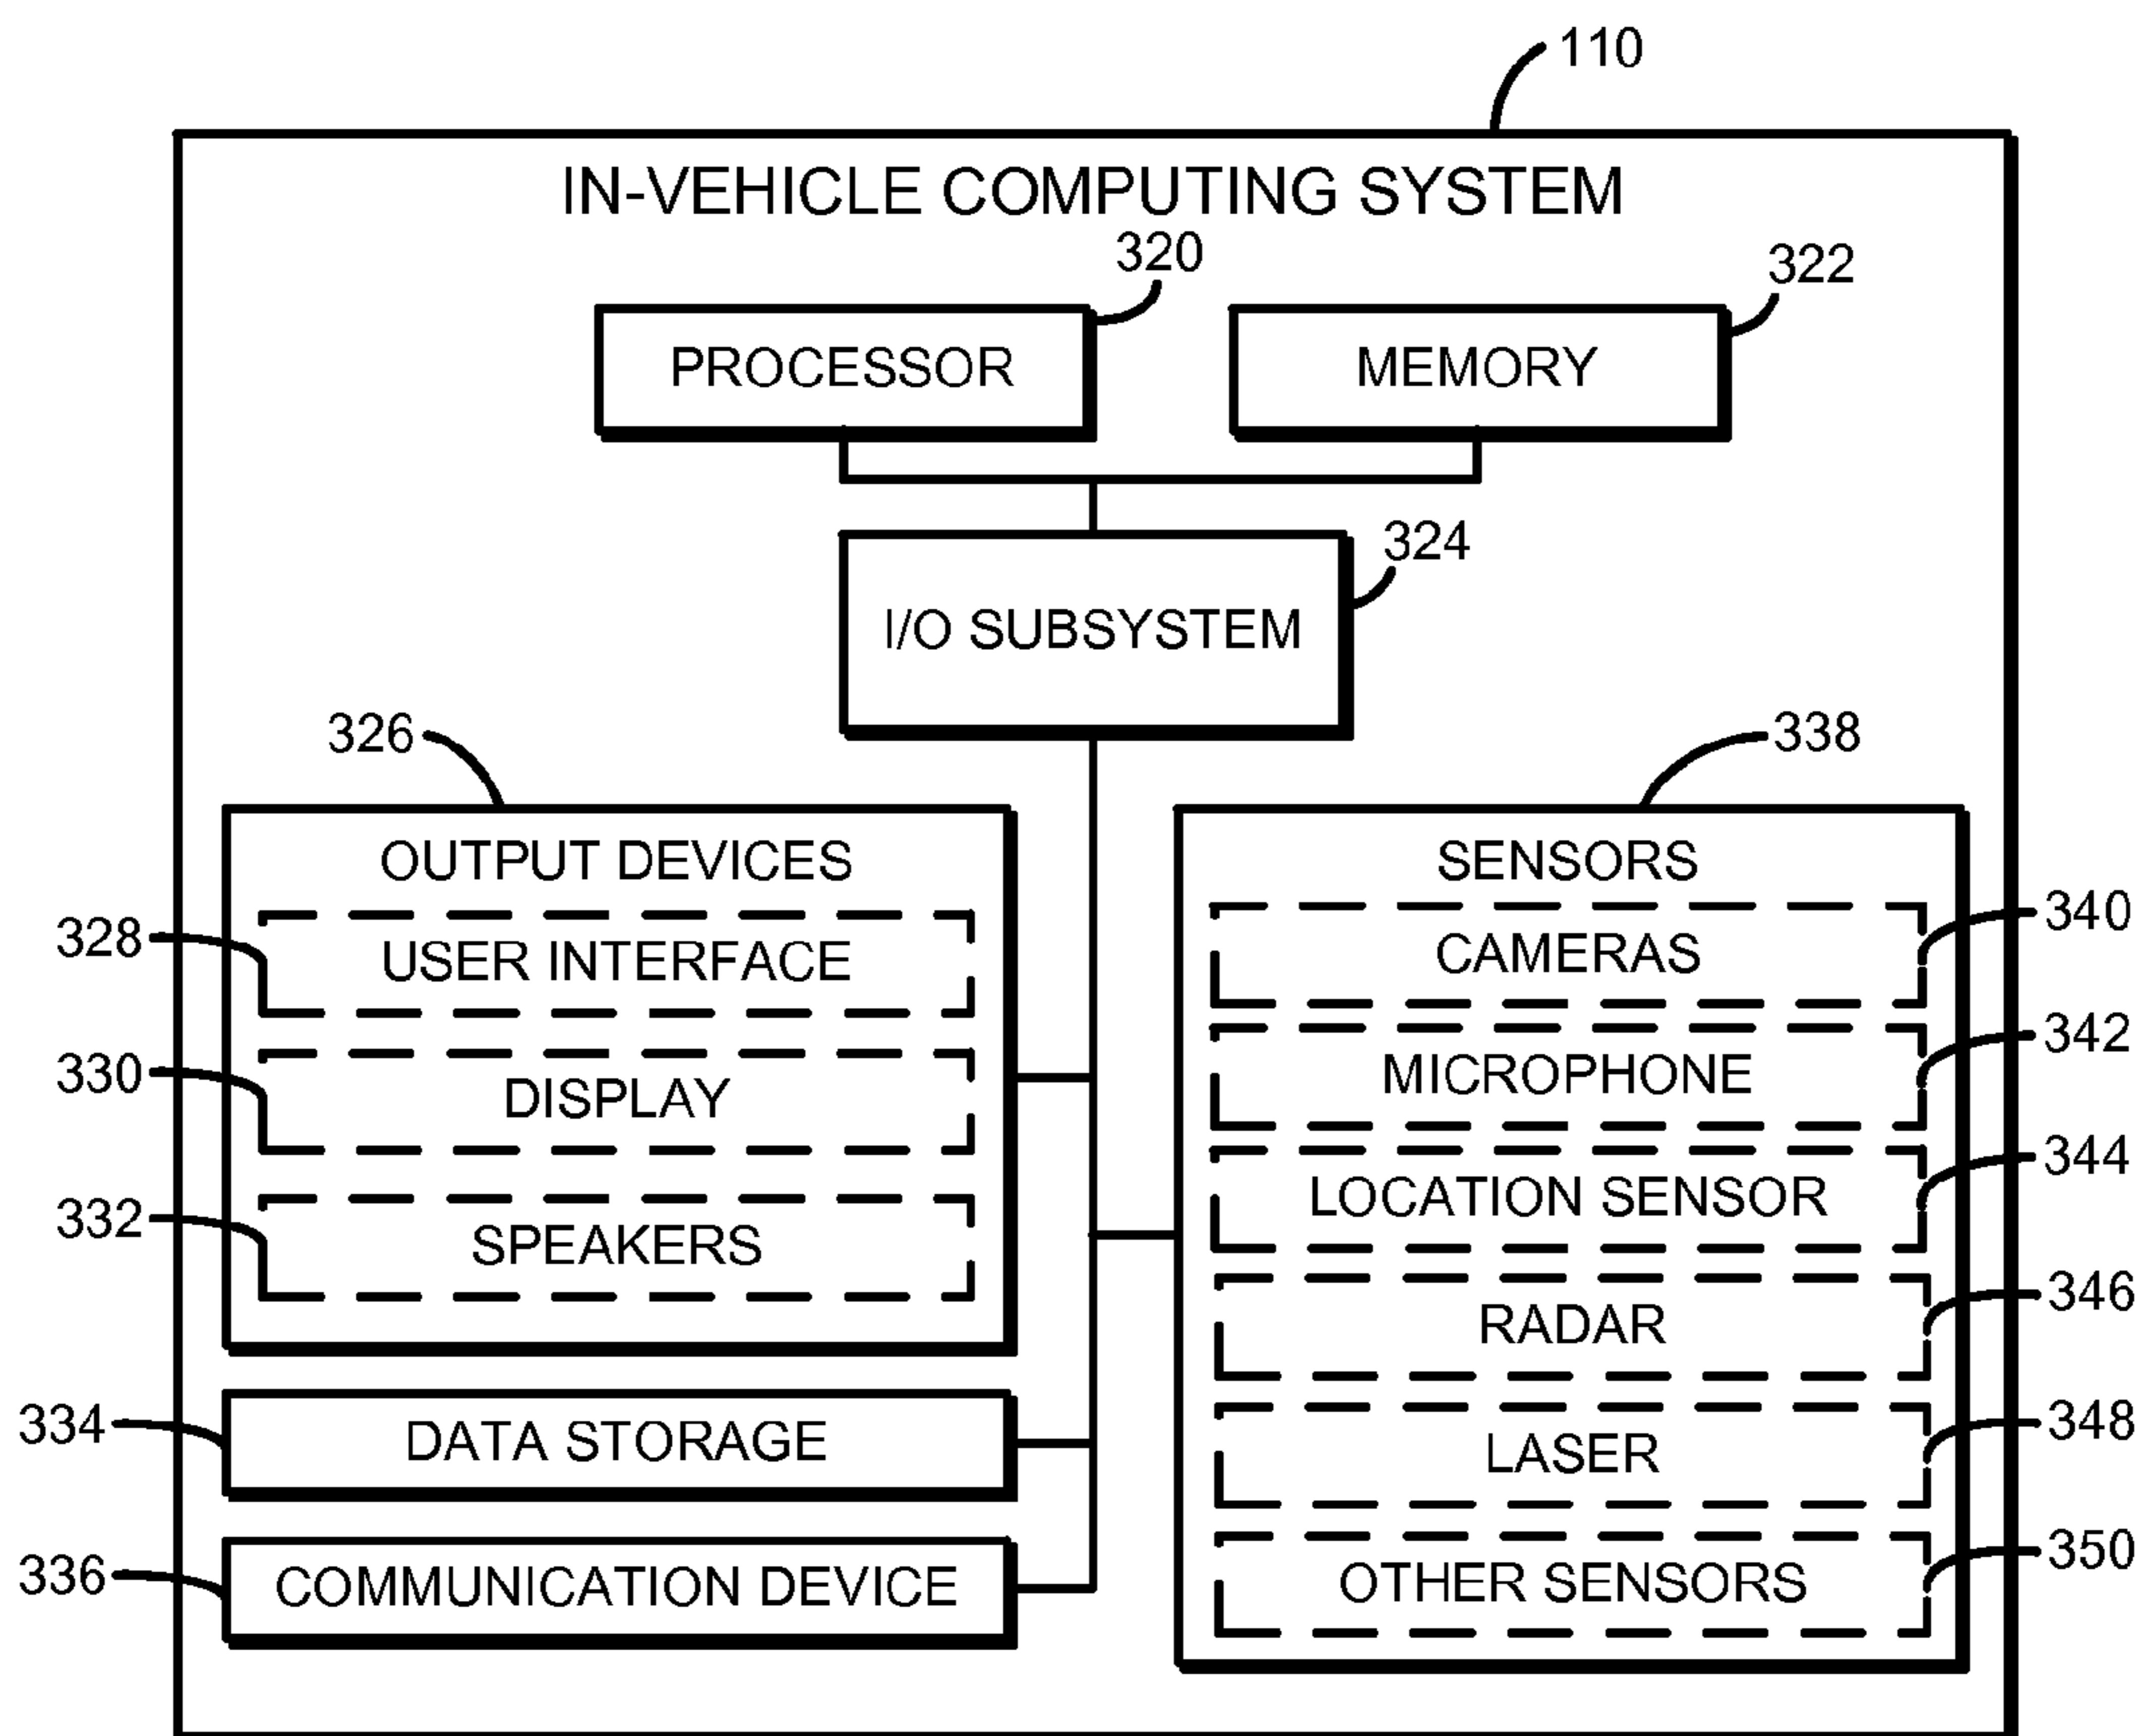 110
IN-VEHICLE COMPUTING SYSTEM
320
322
PROCESSOR
MEMORY
324
I/O SUBSYSTEM
326
338
OUTPUT DEVICES
328
USER INTERFACE
330
DISPLAY
332
SPEAKERS
334
DATA STORAGE
336
COMMUNICATION DEVICE
SENSORS
340
CAMERAS
342
MICROPHONE
344
LOCATION SENSOR
346
RADAR
348
LASER
350
OTHER SENSORS